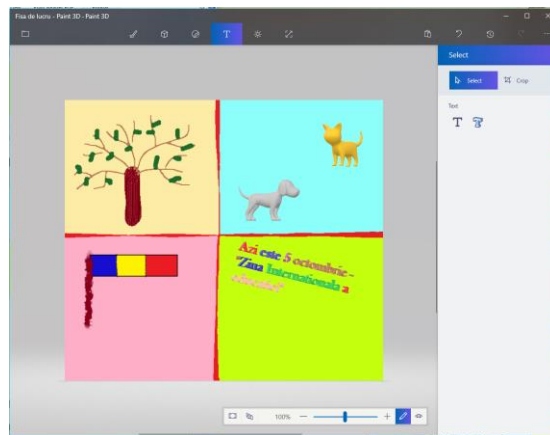 Fisa de lucru - Paint 3D - Paint 3D
T
Select
Select Crop
Text
T
Azi este 5 octombrie -
"Ziua Internationala a
educatiei"
100%